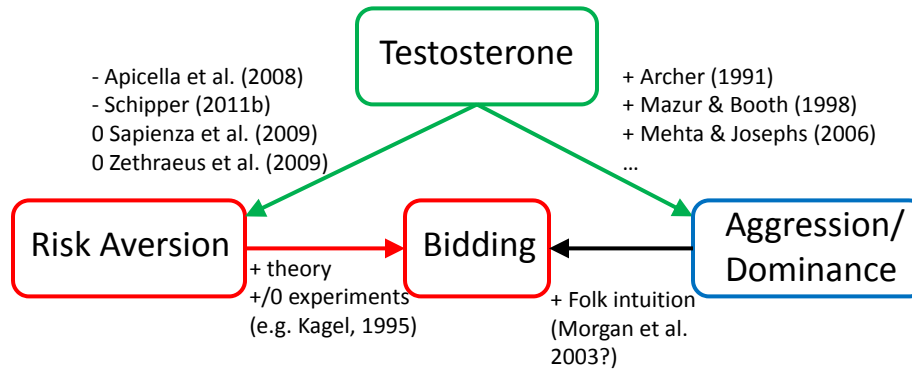 Testosterone
- Apicella et al. (2008)
- Schipper (2011b)
0 Sapienza et al. (2009)
0 Zethraeus et al. (2009)
+ Archer (1991)
+ Mazur & Booth (1998)
+ Mehta & Josephs (2006)
...
Risk Aversion
Bidding
Aggression/
Dominance
+ theory
+/0 experiments
(e.g. Kagel, 1995)
+ Folk intuition
(Morgan et al.
2003?)